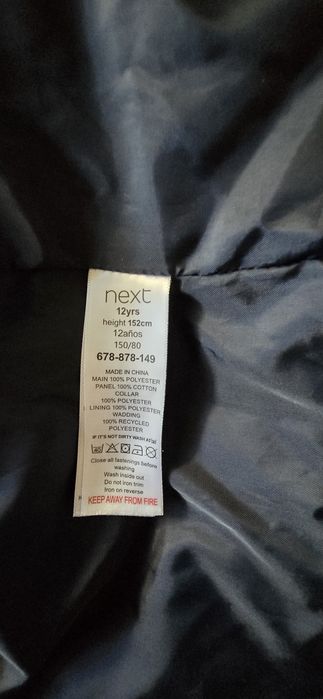 next
12yrs
height 152cm
12años
150/80
678-878-149
MADE IN CHINA
MAIN 100% POLYESTER
PANEL 100% COTTON
COLLAR
100% POLYESTER
LINING 100% POLYESTER
WADDING
100% RECYCLED
POLYESTER
IF IT'S NOT DIRTY WASH AT
Close all fastenings before
washing
Wash inside out
Do not iron trim
Iron on reverse
KEEP AWAY FROM FIRE